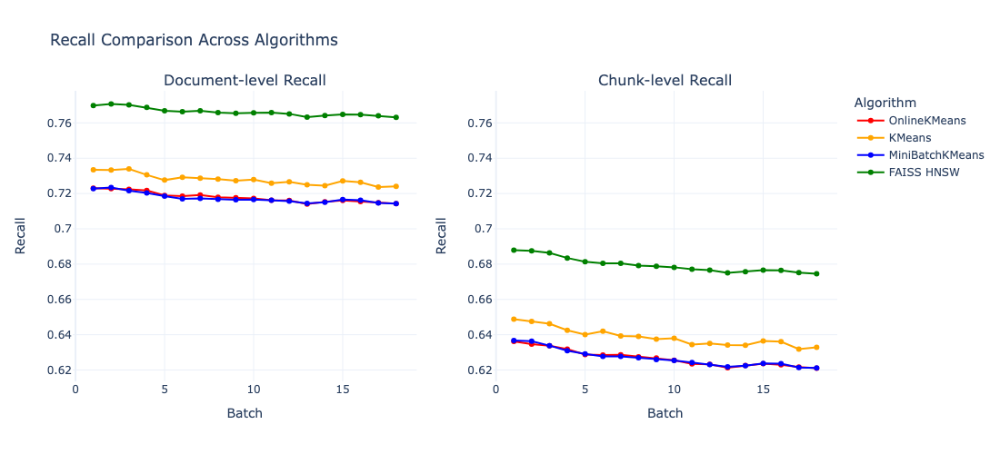 Recall Comparison Across Algorithms
Document-level Recall
Chunk-level Recall
Algorithm
OnlineKMeans
KMeans
MiniBatchKMeans
FAISS HNSW
Recall
0.76
0.74
0.72
0.7
0.68
0.66
0.64
0.62
0 5 10 15
Batch
Recall
0.76
0.74
0.72
0.7
0.68
0.66
0.64
0.62
0 5 10 15
Batch